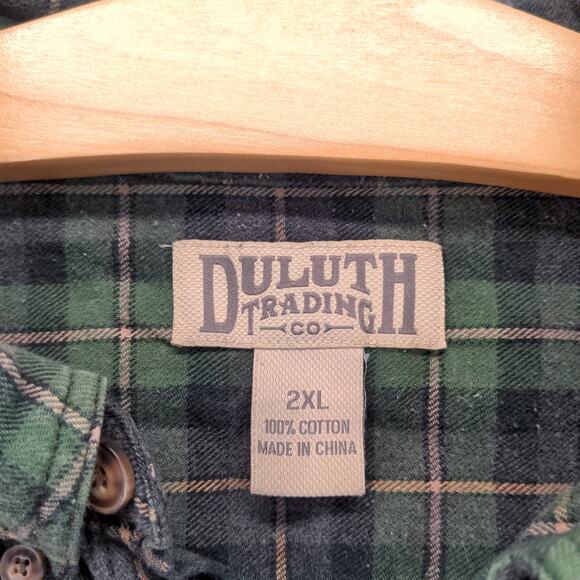 DULUTH
TRADING
CO
2XL
100% COTTON
MADE IN CHINA